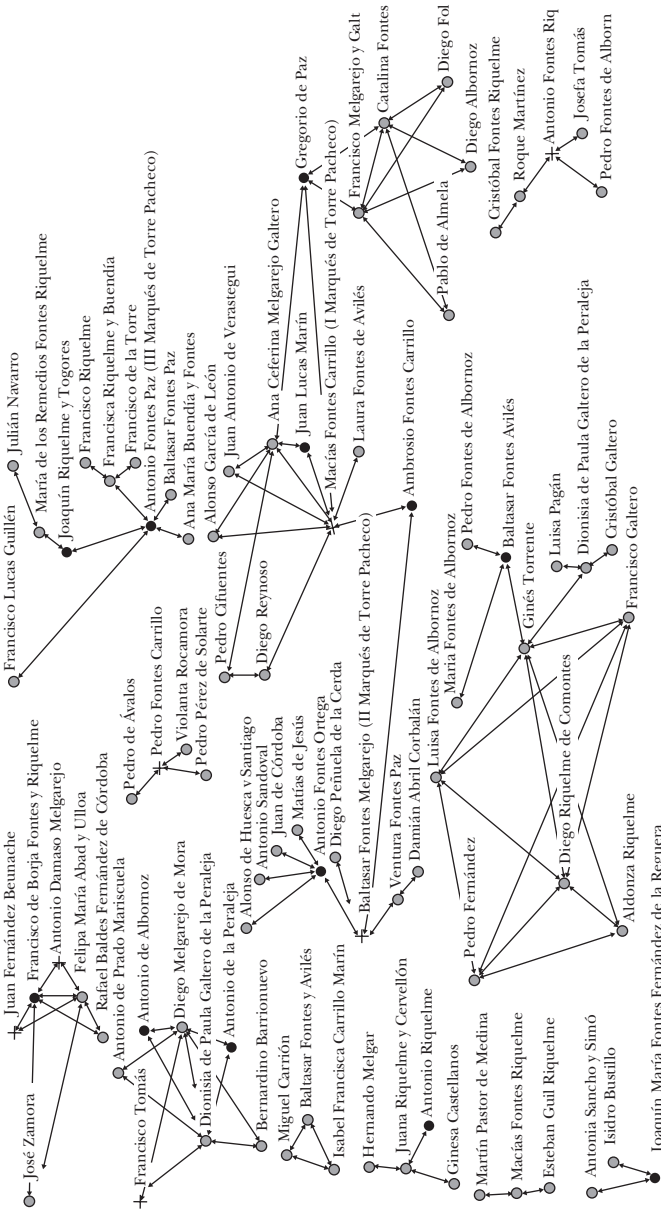 José Zamora
Juan Fernández Beunache
Francisco de Borja Fontes y Riquelme
Antonio Damaso Melgarejo
Felipa María Abad y Ulloa
Rafael Baldes Fernández de Córdoba
Antonio de Prado Mariscuela
Francisco Tomás
Antonio de Albornoz
Diego Melgarejo de Mora
Dionisia de Paula Galtero de la Peraleja
Antonio de la Peraleja
Bernardino Barrionuevo
Miguel Carrión
Baltasar Fontes y Avilés
Isabel Francisca Carrillo Marín
Hernando Melgar
Juana Riquelme y Cervellón
Antonio Riquelme
Ginesa Castellanos
Martín Pastor de Medina
Macías Fontes Riquelme
Esteban Guil Riquelme
Antonia Sancho y Simó
Isidro Bustillo
Joaquín María Fernández de la Reguera
Pedro de Ávalos
Pedro Fontes Carrillo
Violanta Rocamora
Pedro Pérez de Solarte
Alonso de Huesca y Santiago
Antonio Sandoval
Juan de Córdoba
Matías de Jesús
Antonio Fontes Ortega
Diego Peñuela de la Cerda
Baltasar Fontes Melgarejo (II Marqués de Torre Pacheco)
Ventura Fontes Paz
Damián Abril Corbalán
Pedro Fernández
Diego Riquelme de Comontes
Aldonza Riquelme
Francisco Lucas Guillén
Julián Navarro
María de los Remedios Fontes Riquelme
Joaquín Riquelme y Togores
Francisco Riquelme
Francisca Riquelme y Buendía
Francisco de la Torre
Antonio Fontes Paz (III Marqués de Torre Pacheco)
Baltasar Fontes Paz
Ana María Buendía y Fontes
Alonso García de León
Juan Antonio de Verastegui
Ana Ceferina Melgarejo Galtero
Juan Lucas Marín
Macías Fontes Carrillo (I Marqués de Torre Pacheco)
Laura Fontes de Avilés
Pedro Cifuentes
Diego Reynoso
Ambrosio Fontes Carrillo
Luisa Fontes de Albornoz
María Fontes de Albornoz
Pedro Fontes de Albornoz
Baltasar Fontes Avilés
Ginés Torrente
Luisa Pagán
Dionisia de Paula Galtero de la Peraleja
Cristóbal Galtero
Francisco Galtero
Gregorio de Paz
Francisco Melgarejo y Galt
Catalina Fontes
Diego Fol
Diego Albornoz
Pablo de Almela
Cristóbal Fontes Riquelme
Roque Martínez
Antonio Fontes Riq
Josefa Tomás
Pedro Fontes de Alborn